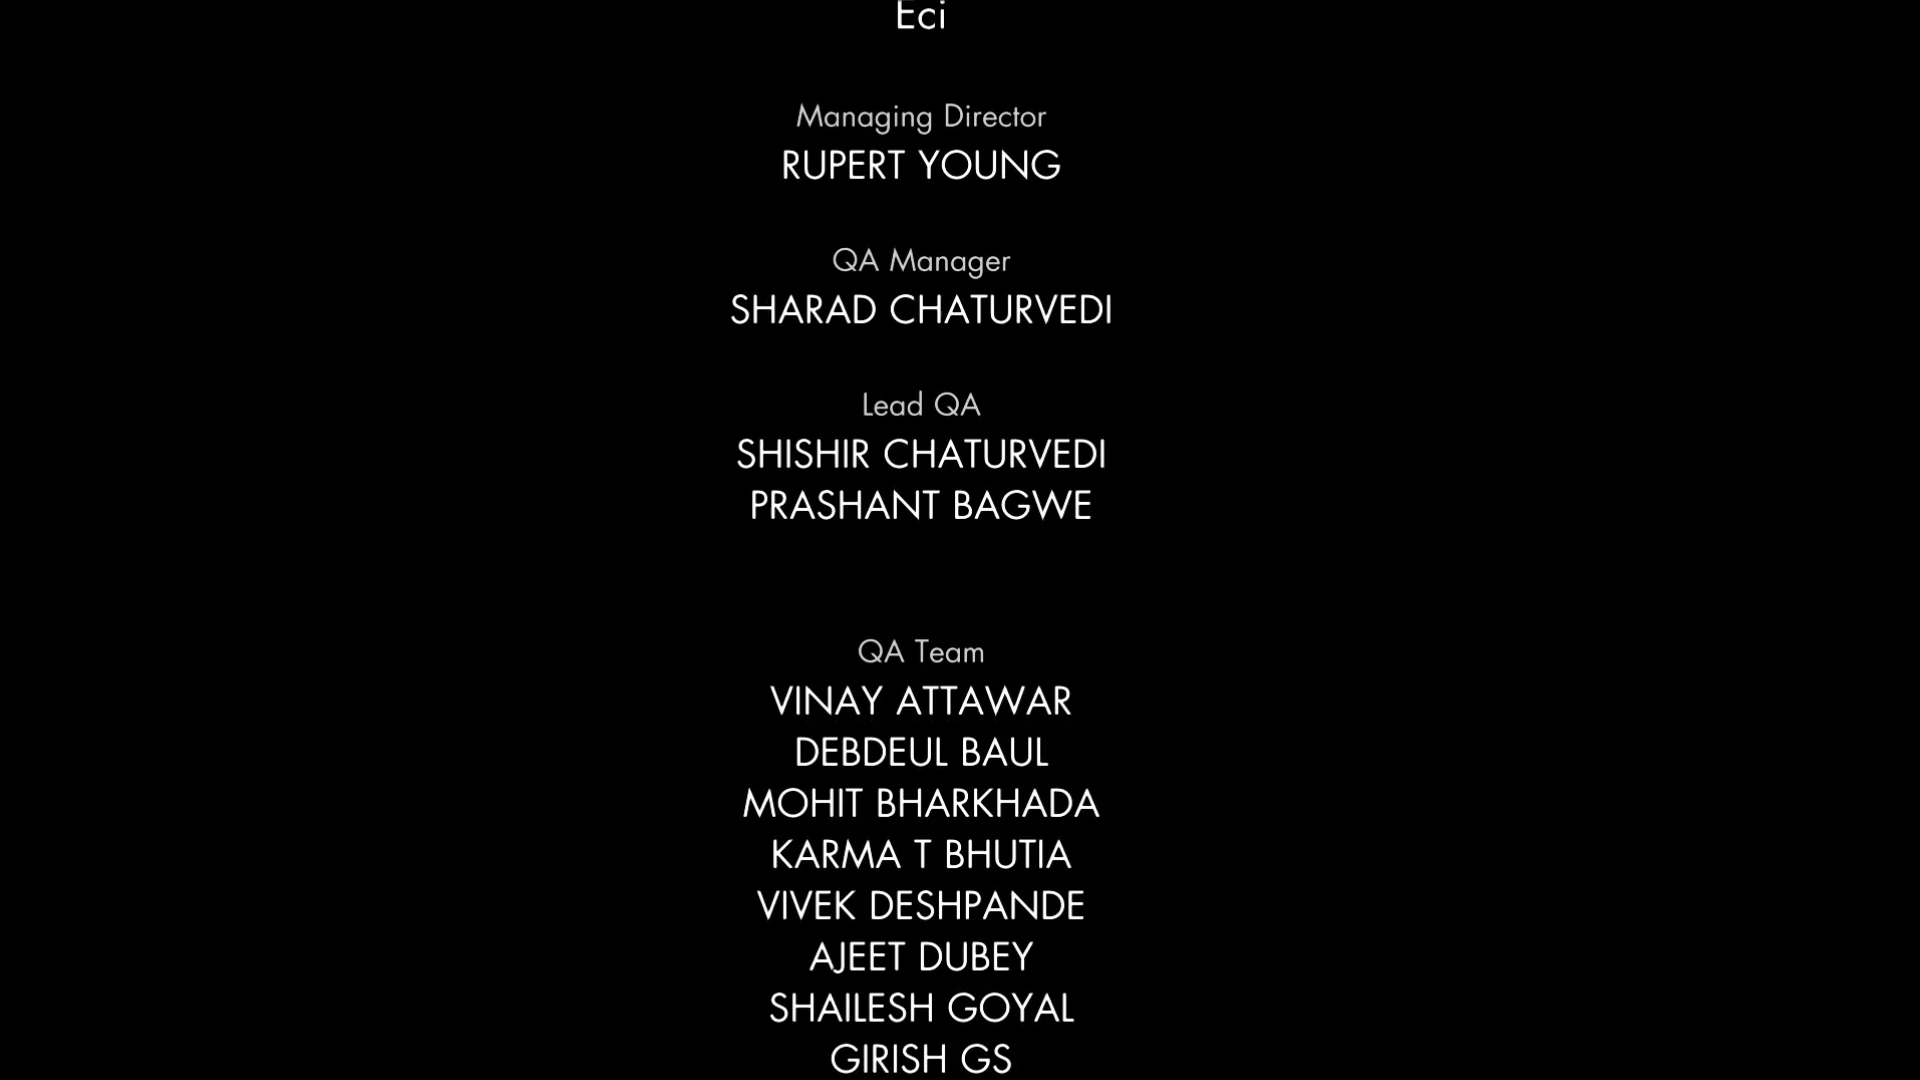 Eci
Managing Director
RUPERT YOUNG
QA Manager
SHARAD CHATURVEDI
Lead QA
SHISHIR CHATURVEDI
PRASHANT BAGWE
QA Team
VINAY ATTAWAR
DEBDEUL BAUL
MOHIT BHARKHADA
KARMA T BHUTIA
VIVEK DESHPANDE
AJEET DUBEY
SHAILESH GOYAL
GIRISH GS